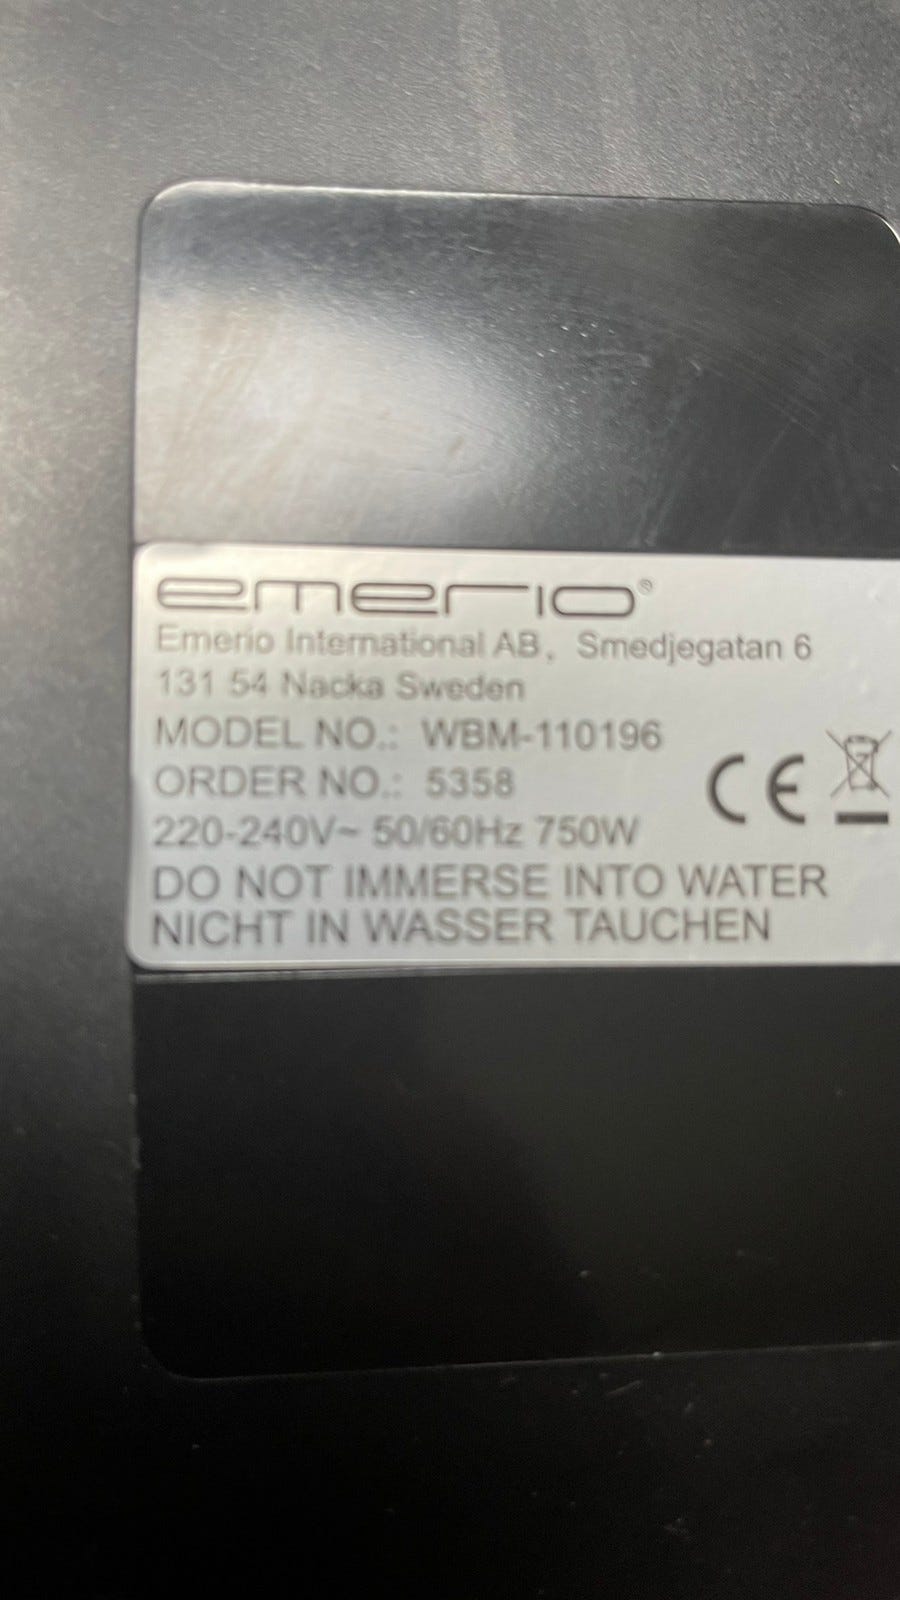 emerio®
Emerio International AB, Smedjegatan 6
131 54 Nacka Sweden
MODEL NO.: WBM-110196
ORDER NO.: 5358
220-240V~ 50/60Hz 750W
CE
DO NOT IMMERSE INTO WATER
NICHT IN WASSER TAUCHEN